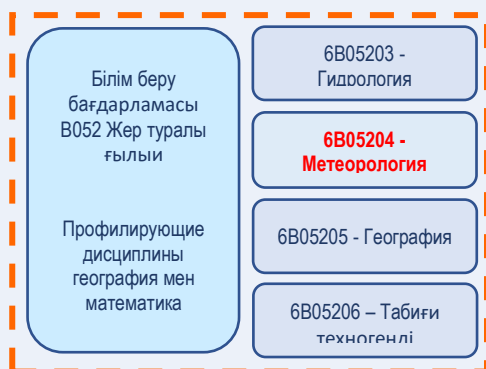 Білім беру
бағдарламасы
В052 Жер туралы
ғылыи
Профилирующие
дисциплины
география мен
математика
6В05203 -
Гидрология
6В05204 -
Метеорология
6В05205 - География
6В05206 – Табиғи
техногенді